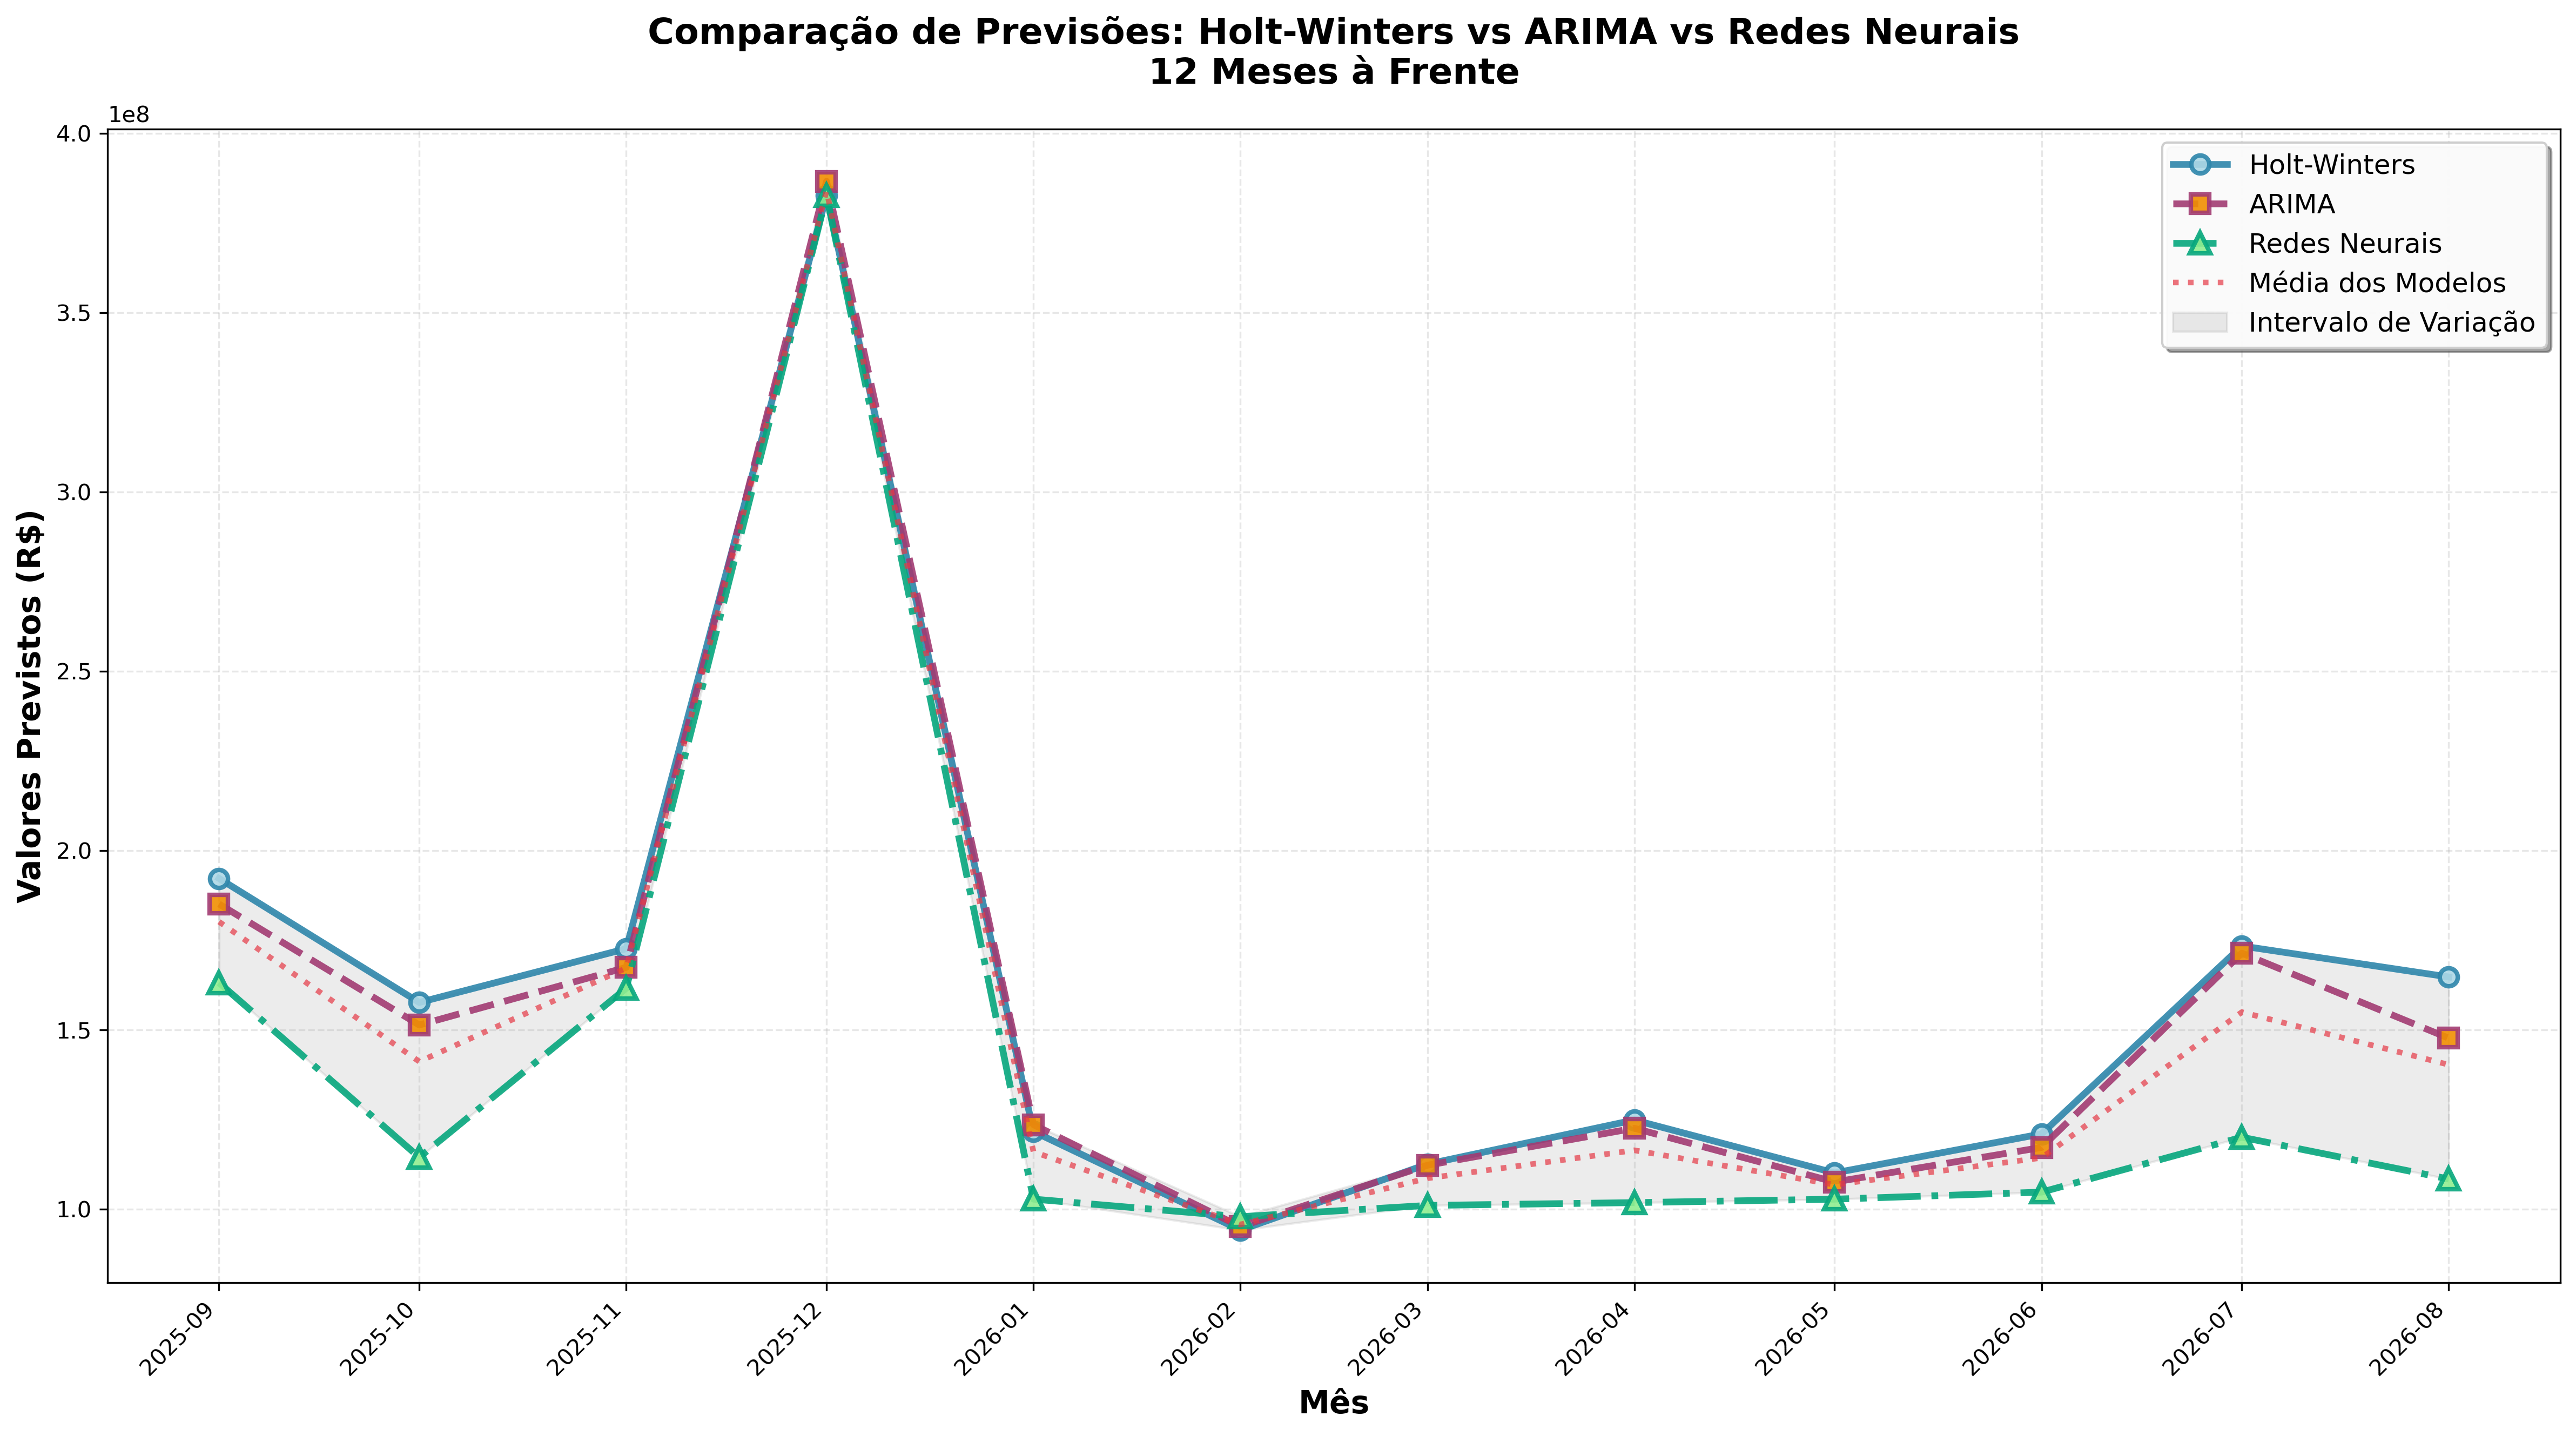 Comparação de Previsões: Holt-Winters vs ARIMA vs Redes Neurais
12 Meses à Frente
1e8
4.0
3.5
3.0
2.5
2.0
1.5
1.0
Valores Previstos (R$)
Holt-Winters
ARIMA
Redes Neurais
Média dos Modelos
Intervalo de Variação
2025-09
2025-10
2025-11
2025-12
2026-01
2026-02
2026-03
2026-04
2026-05
2026-06
2026-07
2026-08
Mês